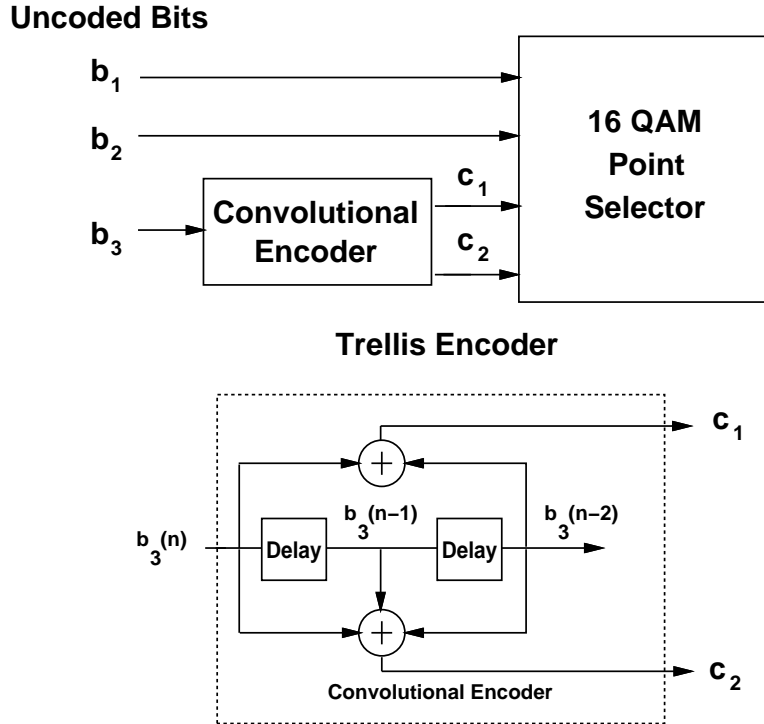 Uncoded Bits
b1
b2
b3
Convolutional
Encoder
c1
c2
16 QAM
Point
Selector
Trellis Encoder
c1
+
b3(n)
Delay
b3(n−1)
Delay
b3(n−2)
+
c2
Convolutional Encoder